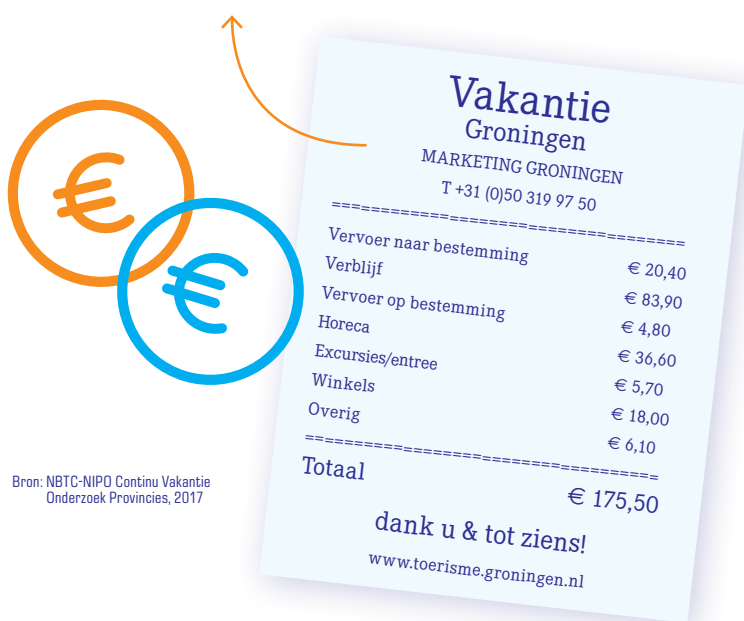 Vakantie
Groningen
MARKETING GRONINGEN
T +31 (0)50 319 97 50
===================================
Vervoer naar bestemming € 20,40
Verblijf € 83,90
Vervoer op bestemming € 4,80
Horeca € 36,60
Excursies/entree € 5,70
Winkels € 18,00
Overig € 6,10
===================================
Totaal € 175,50
dank u & tot ziens!
www.toerisme.groningen.nl
Bron: NBTC-NIPO Continu Vakantie
Onderzoek Provincies, 2017
€
€